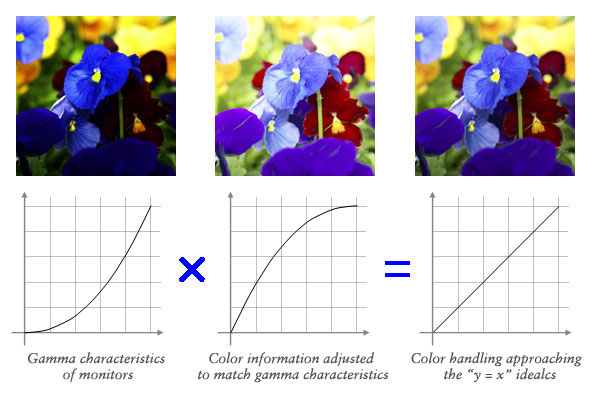 Gamma characteristics
of monitors
Color information adjusted
to match gamma characteristics
Color handling approaching
the “y = x” idealcs